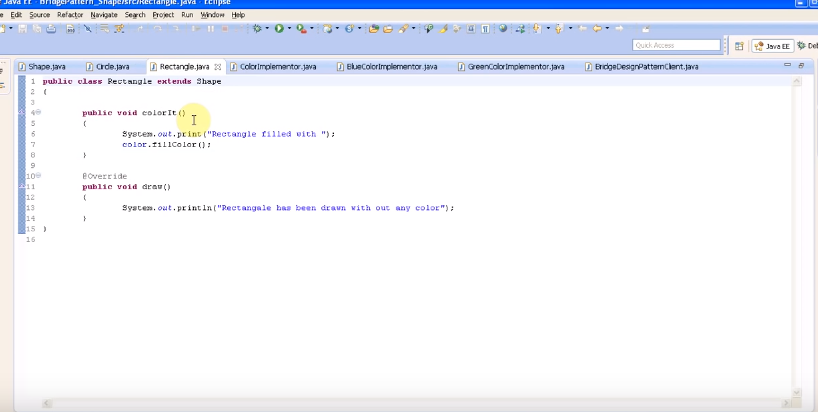 Java EE - BridgePattern_Shape/src/Rectangle.java - Eclipse
Edit Source Refactor Navigate Search Project Run Window Help
Quick Access
Java EE
Shape.java Circle.java Rectangle.java ColorImplementor.java BlueColorImplementor.java GreenColorImplementor.java BridgeDesignPatternClient.java
1 public class Rectangle extends Shape
2 {
3
4 public void colorIt()
5 {
6 System.out.print("Rectangle filled with ");
7 color.fillColor();
8 }
9
10 @Override
11 public void draw()
12 {
13 System.out.println("Rectangale has been drawn with out any color");
14 }
15 }
16